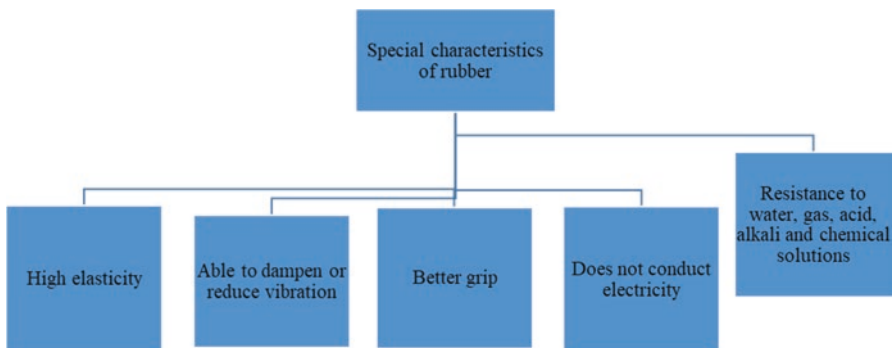 Special characteristics
of rubber
High elasticity
Able to dampen or
reduce vibration
Better grip
Does not conduct
electricity
Resistance to
water, gas, acid,
alkali and chemical
solutions